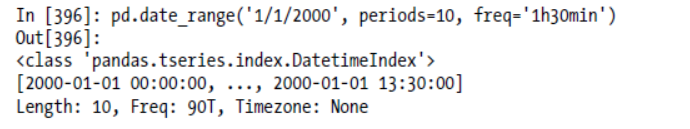 In [396]: pd.date_range('1/1/2000', periods=10, freq='1h30min')
Out[396]:
<class 'pandas.tseries.index.DatetimeIndex'>
[2000-01-01 00:00:00, ..., 2000-01-01 13:30:00]
Length: 10, Freq: 90T, Timezone: None